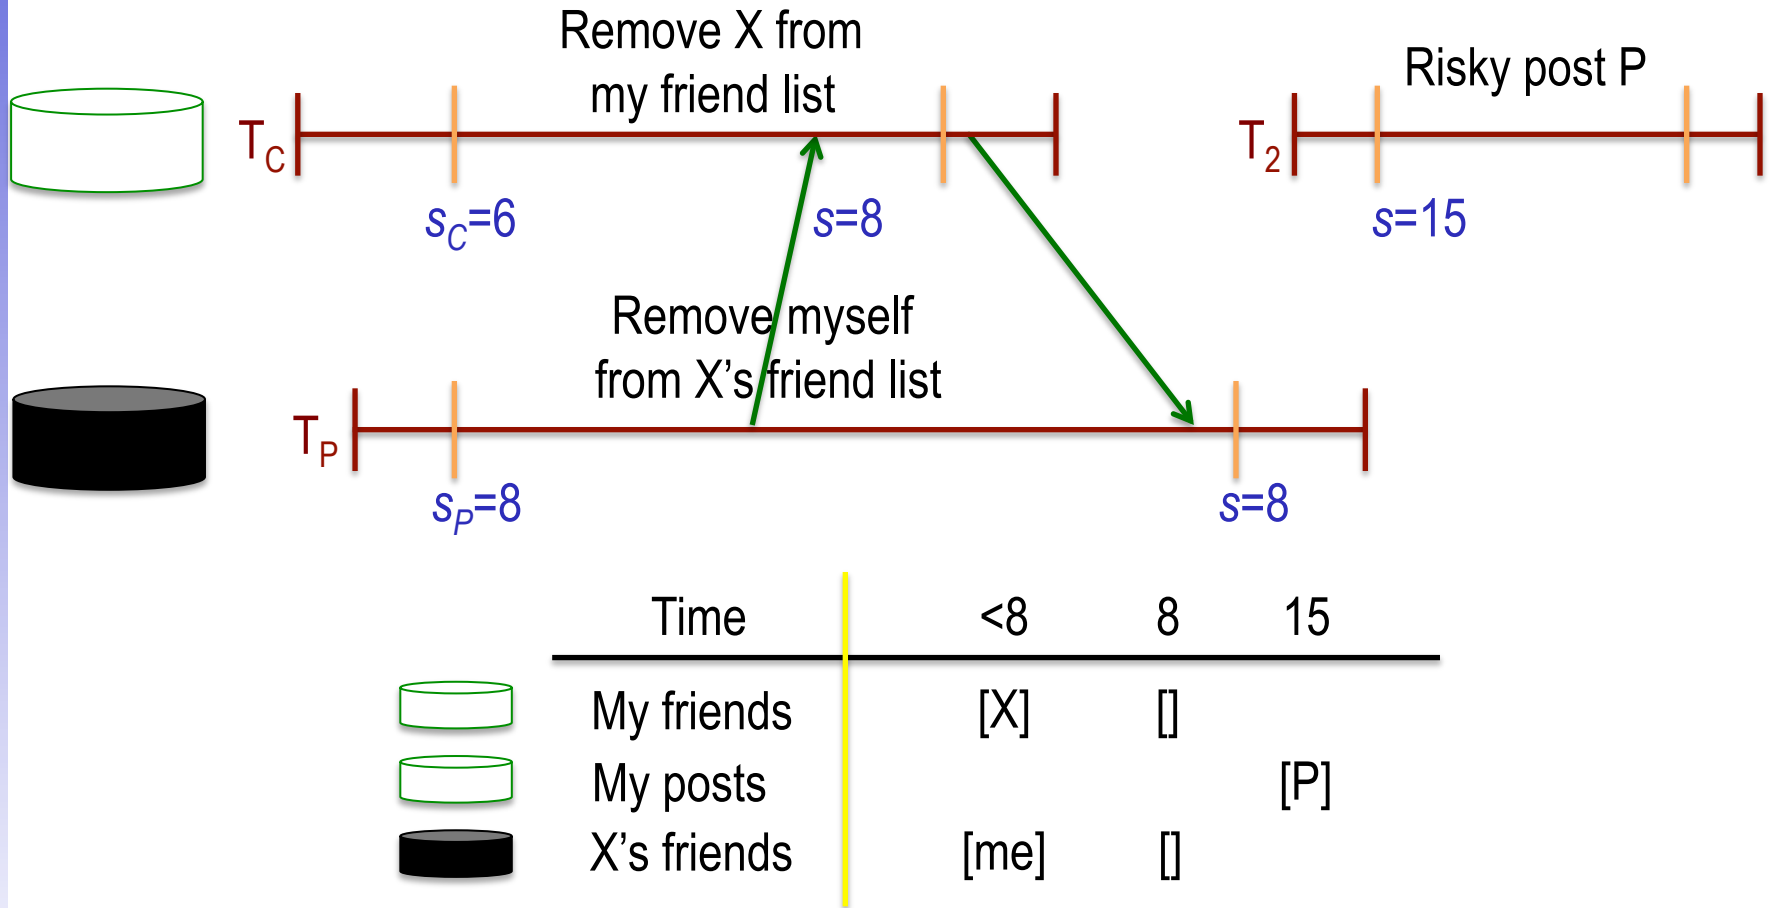 Remove X from
my friend list
Risky post P
T_C
T_2
s_C=6
s=8
s=15
Remove myself
from X's friend list
T_P
s_P=8
s=8
Time <8 8 15
My friends [X] []
My posts [P]
X's friends [me] []